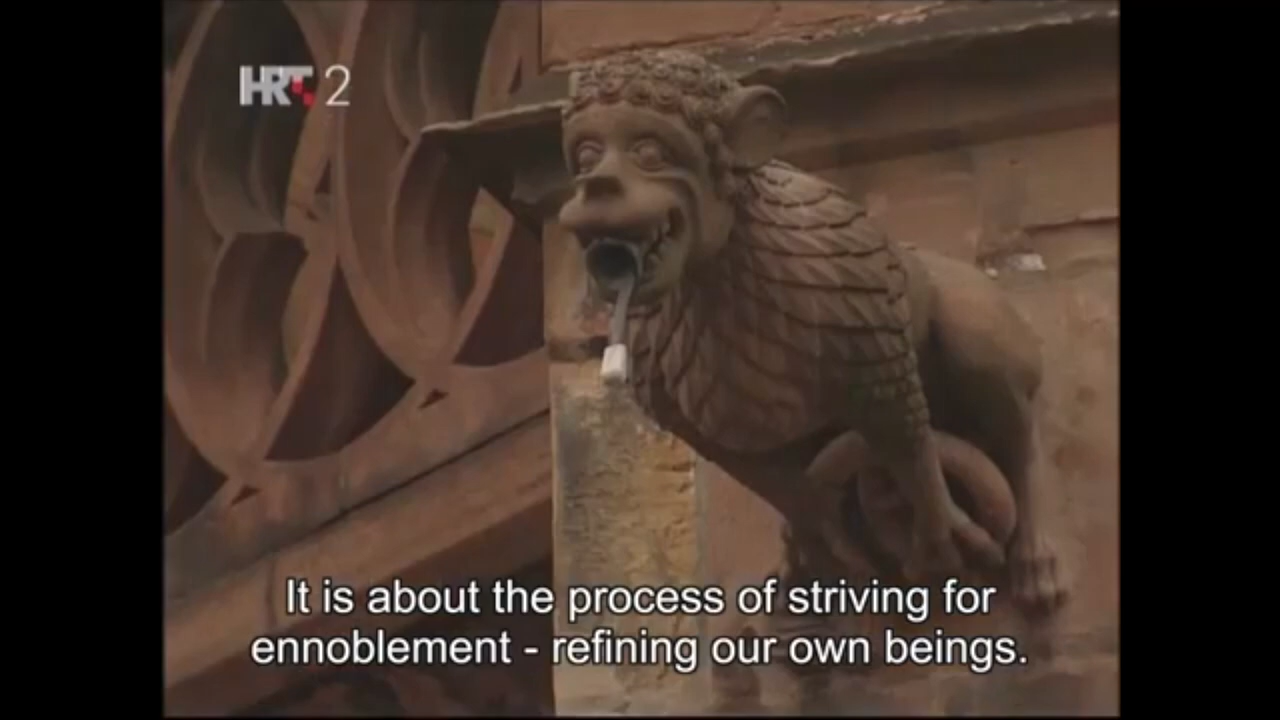 HRT 2
It is about the process of striving for
ennoblement - refining our own beings.